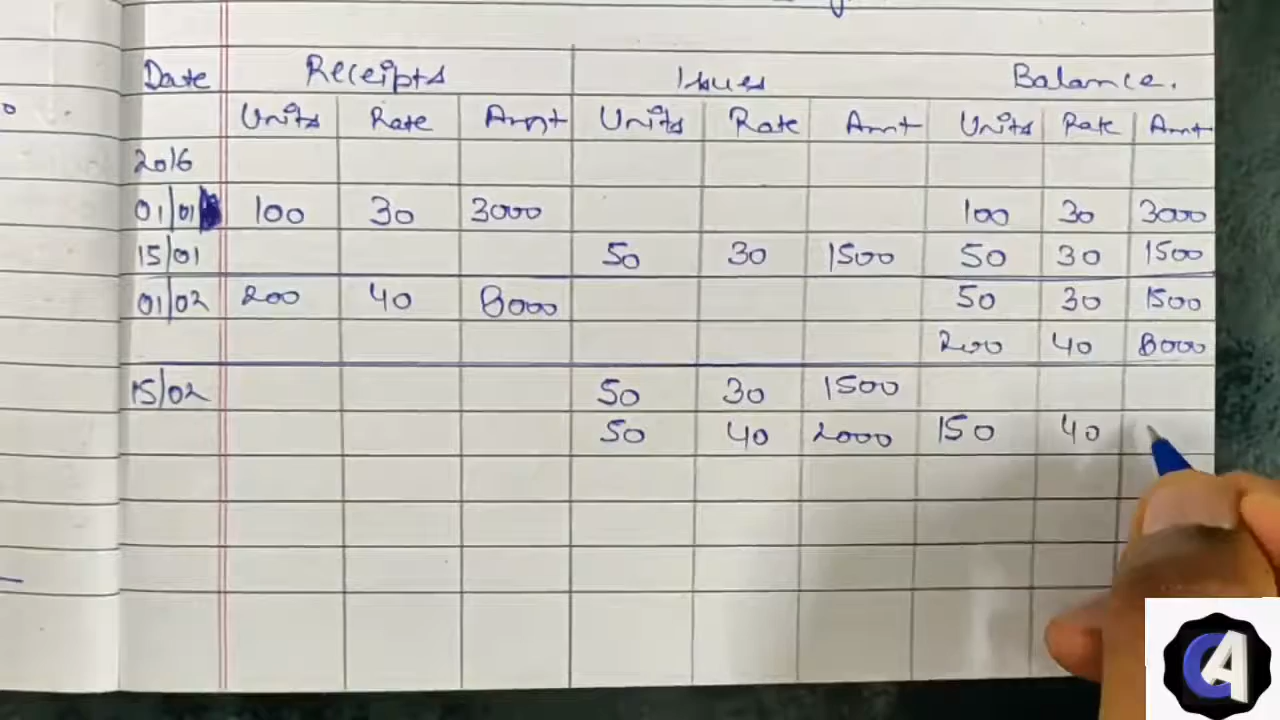 Date Receipts Issues Balance.
Units Rate Amt Units Rate Amt Units Rate Amt
2016
01/01 100 30 3000 100 30 3000
15/01 50 30 1500 50 30 1500
01/02 200 40 8000 50 30 1500
200 40 8000
15/02 50 30 1500
50 40 2000 150 40
CA